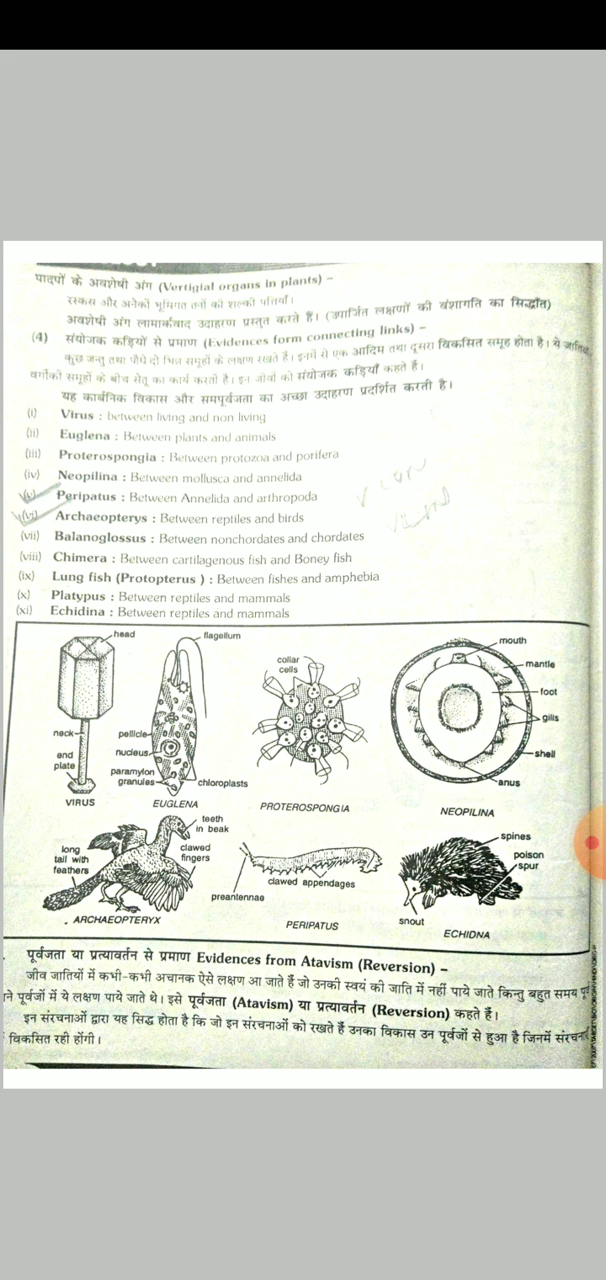 पादपों के अवशेषी अंग (Vertigial organs in plants) –
रस्कस और अनेकों भूमिगत तनों की शल्की पत्तियाँ।
अवशेषी अंग लामार्कवाद उदाहरण प्रस्तुत करते हैं। (उपार्जित लक्षणों की वंशागति का सिद्धाँत)
(4) संयोजक कड़ियों से प्रमाण (Evidences form connecting links) –
कुछ जन्तु तथा पौधे दो भिन्न समूहों के लक्षण रखते हैं। इनमें से एक आदिम तथा दूसरा विकसित समूह होता है। ये
वर्गोंकी समूहों के बीच सेतू का कार्य करती है। इन जीवों को संयोजक कड़ियाँ कहते हैं।
यह कार्बनिक विकास और समपूर्वजता का अच्छा उदाहरण प्रदर्शित करती है।
(i) Virus : between living and non living
(ii) Euglena : Between plants and animals
(iii) Proterospongia : Between protozoa and porifera
(iv) Neopilina : Between mollusca and annelida
(v) Peripatus : Between Annelida and arthropoda
(vi) Archaeopterys : Between reptiles and birds
(vii) Balanoglossus : Between nonchordates and chordates
(viii) Chimera : Between cartilagenous fish and Boney fish
(ix) Lung fish (Protopterus ) : Between fishes and amphebia
(x) Platypus : Between reptiles and mammals
(xi) Echidina : Between reptiles and mammals
head
neck
end
plate
VIRUS
flagellum
pellicle
nucleus
paramylon
granules
chloroplasts
EUGLENA
collar
cells
PROTEROSPONGIA
mouth
mantle
foot
gills
shell
anus
NEOPILINA
teeth
in beak
long
tail with
feathers
clawed
fingers
ARCHAEOPTERYX
preantennae
clawed appendages
PERIPATUS
spines
poison
spur
snout
ECHIDNA
पूर्वजता या प्रत्यावर्तन से प्रमाण Evidences from Atavism (Reversion) –
जीव जातियों में कभी-कभी अचानक ऐसे लक्षण आ जाते हैं जो उनकी स्वयं की जाति में नहीं पाये जाते किन्तु बहुत समय पूर्व
ने पूर्वजों में ये लक्षण पाये जाते थे। इसे पूर्वजता (Atavism) या प्रत्यावर्तन (Reversion) कहते हैं।
इन संरचनाओं द्वारा यह सिद्ध होता है कि जो इन संरचनाओं को रखते हैं उनका विकास उन पूर्वजों से हुआ है जिनमें
विकसित रही होंगी।